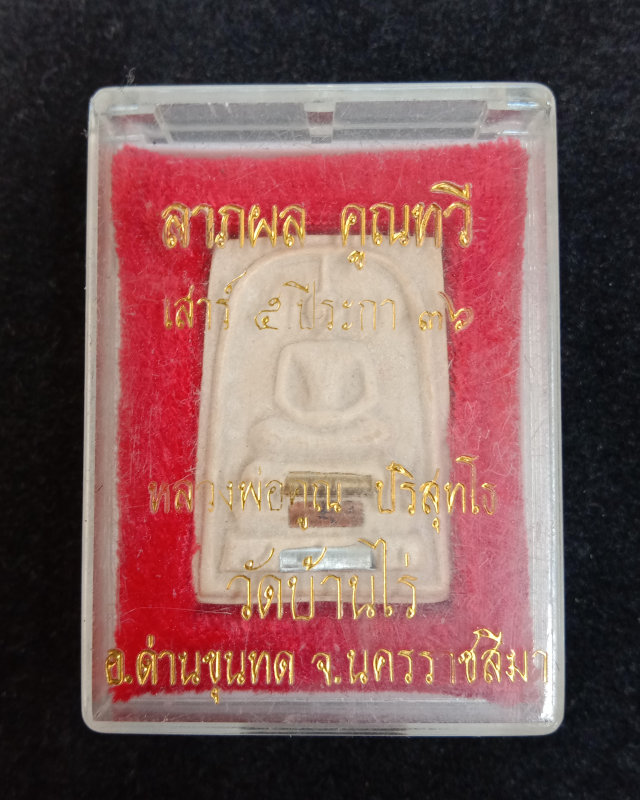 ลาภผล คูณทวี
เสาร์ ๕ ปีระกา ๓๖
หลวงพ่อคูณ ปริสุทโธ
วัดบ้านไร่
อ.ด่านขุนทด จ.นครราชสีมา